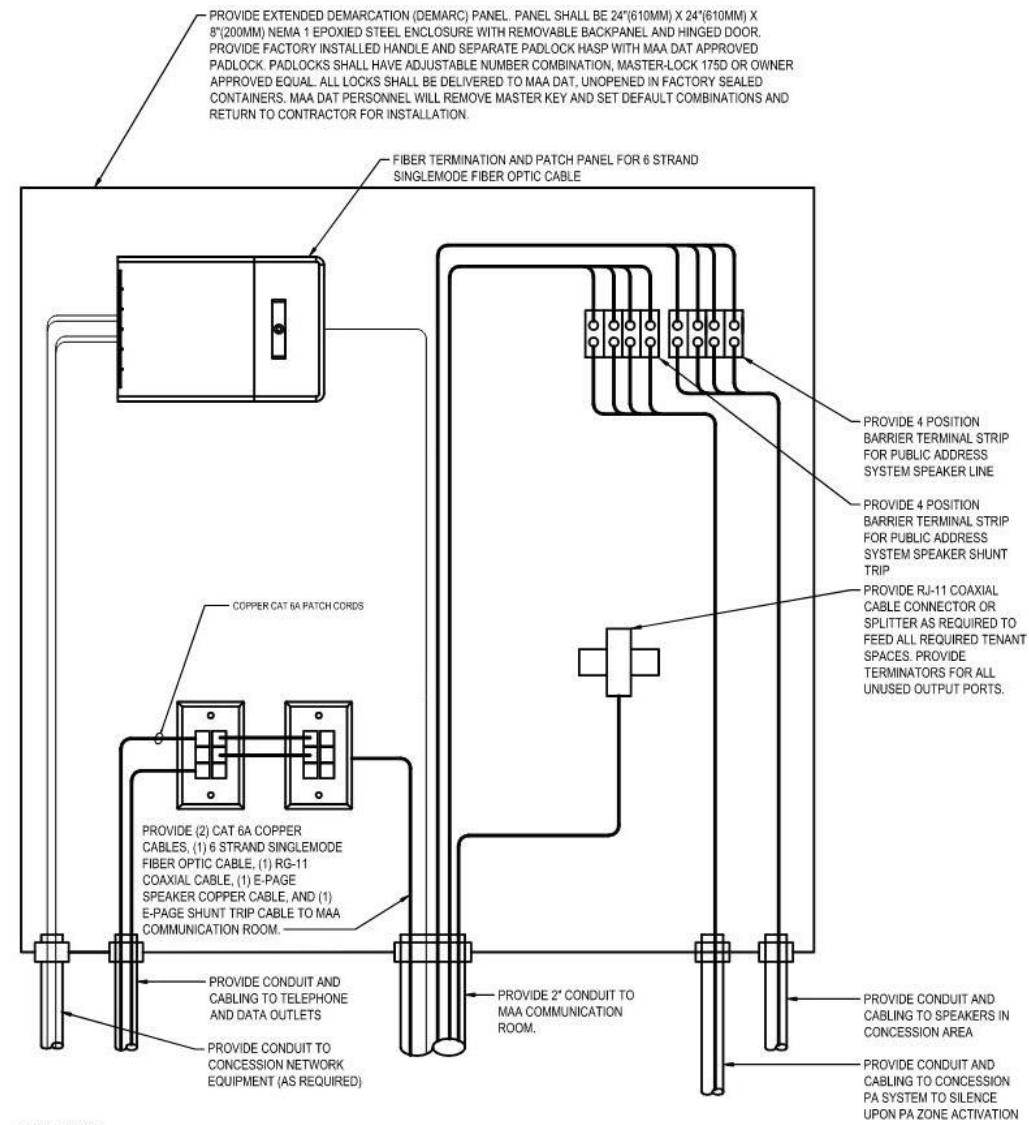 PROVIDE EXTENDED DEMARCATION (DEMARC) PANEL. PANEL SHALL BE 24"(610MM) X 24"(610MM) X
8"(200MM) NEMA 1 EPOXIED STEEL ENCLOSURE WITH REMOVABLE BACKPANEL AND HINGED DOOR.
PROVIDE FACTORY INSTALLED HANDLE AND SEPARATE PADLOCK HASP WITH MAA DAT APPROVED
PADLOCK. PADLOCKS SHALL HAVE ADJUSTABLE NUMBER COMBINATION, MASTER-LOCK 175D OR OWNER
APPROVED EQUAL. ALL LOCKS SHALL BE DELIVERED TO MAA DAT, UNOPENED IN FACTORY SEALED
CONTAINERS. MAA DAT PERSONNEL WILL REMOVE MASTER KEY AND SET DEFAULT COMBINATIONS AND
RETURN TO CONTRACTOR FOR INSTALLATION.
FIBER TERMINATION AND PATCH PANEL FOR 6 STRAND
SINGLEMODE FIBER OPTIC CABLE
PROVIDE 4 POSITION
BARRIER TERMINAL STRIP
FOR PUBLIC ADDRESS
SYSTEM SPEAKER LINE
PROVIDE 4 POSITION
BARRIER TERMINAL STRIP
FOR PUBLIC ADDRESS
SYSTEM SPEAKER SHUNT
TRIP
PROVIDE RJ-11 COAXIAL
CABLE CONNECTOR OR
SPLITTER AS REQUIRED TO
FEED ALL REQUIRED TENANT
SPACES. PROVIDE
TERMINATORS FOR ALL
UNUSED OUTPUT PORTS.
COPPER CAT 6A PATCH CORDS
PROVIDE (2) CAT 6A COPPER
CABLES, (1) 6 STRAND SINGLEMODE
FIBER OPTIC CABLE, (1) RG-11
COAXIAL CABLE, (1) E-PAGE
SPEAKER COPPER CABLE, AND (1)
E-PAGE SHUNT TRIP CABLE TO MAA
COMMUNICATION ROOM.
PROVIDE CONDUIT AND
CABLING TO TELEPHONE
AND DATA OUTLETS
PROVIDE CONDUIT TO
CONCESSION NETWORK
EQUIPMENT (AS REQUIRED)
PROVIDE 2" CONDUIT TO
MAA COMMUNICATION
ROOM.
PROVIDE CONDUIT AND
CABLING TO SPEAKERS IN
CONCESSION AREA
PROVIDE CONDUIT AND
CABLING TO CONCESSION
PA SYSTEM TO SILENCE
UPON PA ZONE ACTIVATION